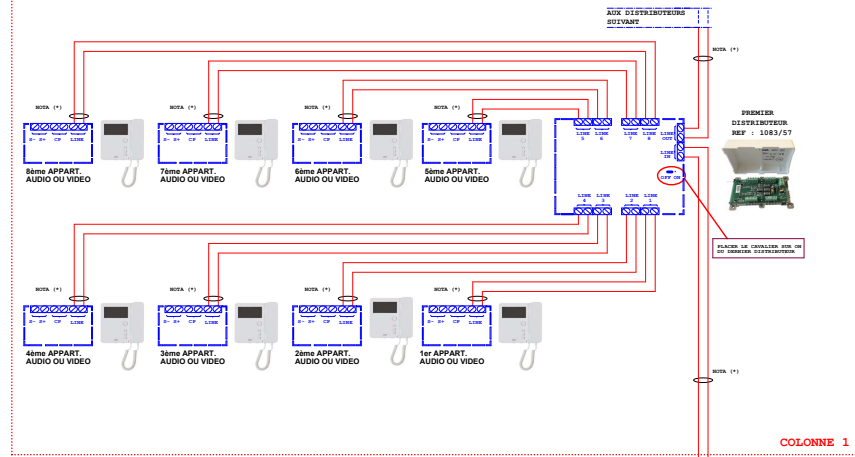 AUX DISTRIBUTEURS
SUIVANT
NOTA (*)
NOTA (*) NOTA (*) NOTA (*) NOTA (*)
PREMIER
DISTRIBUTEUR
REF : 1083/57
S- S+ CP LINE
S- S+ CP LINE
S- S+ CP LINE
S- S+ CP LINE
LINE 5
LINE 6
LINE 7
LINE 8
LINE OUT
LINE IN
OFF ON
8ème APPART.
AUDIO OU VIDEO
7ème APPART.
AUDIO OU VIDEO
6ème APPART.
AUDIO OU VIDEO
5ème APPART.
AUDIO OU VIDEO
LINE 4
LINE 3
LINE 2
LINE 1
PLACER LE CAVALIER SUR ON
DU DERNIER DISTRIBUTEUR
NOTA (*) NOTA (*) NOTA (*) NOTA (*)
S- S+ CP LINE
S- S+ CP LINE
S- S+ CP LINE
S- S+ CP LINE
4ème APPART.
AUDIO OU VIDEO
3ème APPART.
AUDIO OU VIDEO
2ème APPART.
AUDIO OU VIDEO
1er APPART.
AUDIO OU VIDEO
NOTA (*)
COLONNE 1